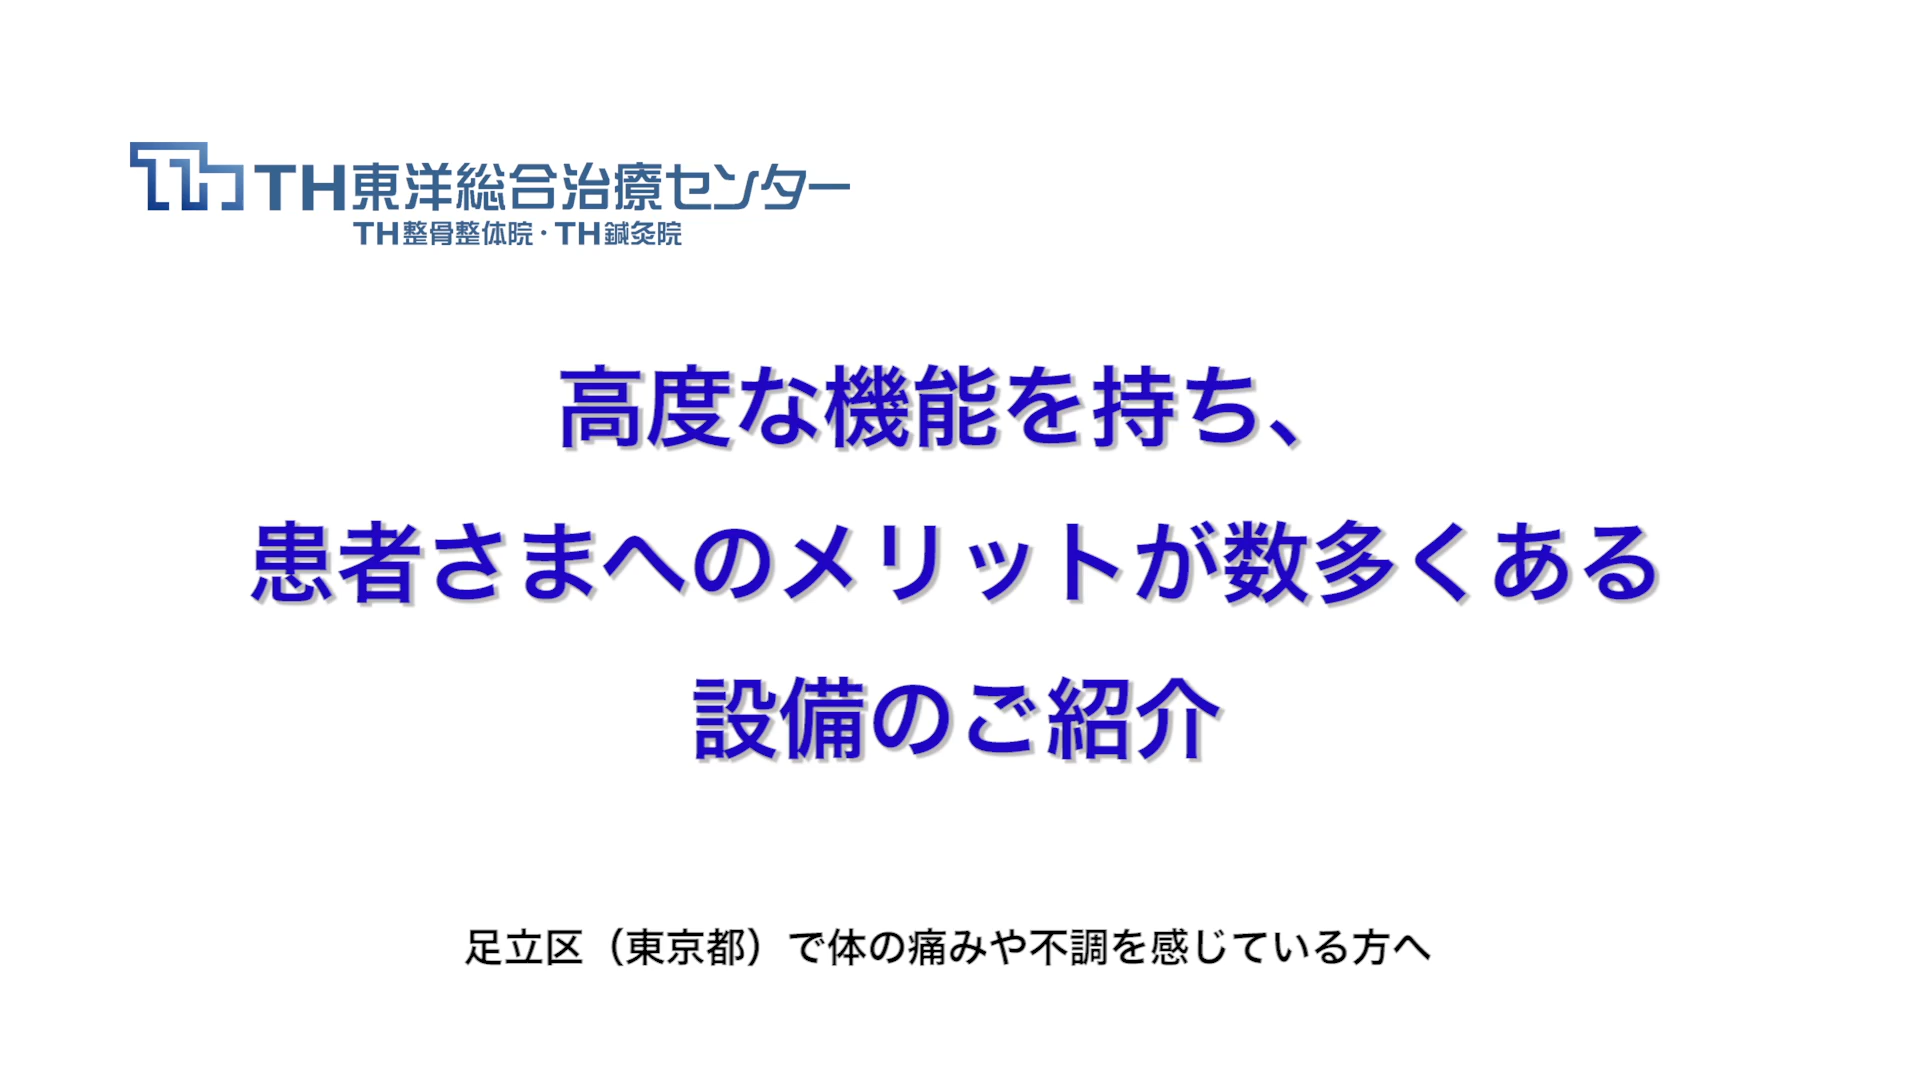 TH東洋総合治療センター
TH整骨整体院・TH鍼灸院
高度な機能を持ち、
患者さまへのメリットが数多くある
設備のご紹介
足立区（東京都）で体の痛みや不調を感じている方へ